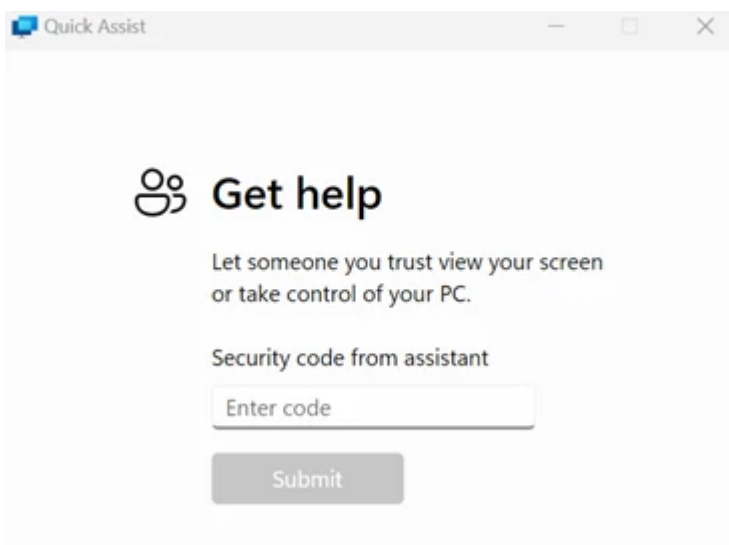 Quick Assist
Get help
Let someone you trust view your screen
or take control of your PC.
Security code from assistant
Enter code
Submit